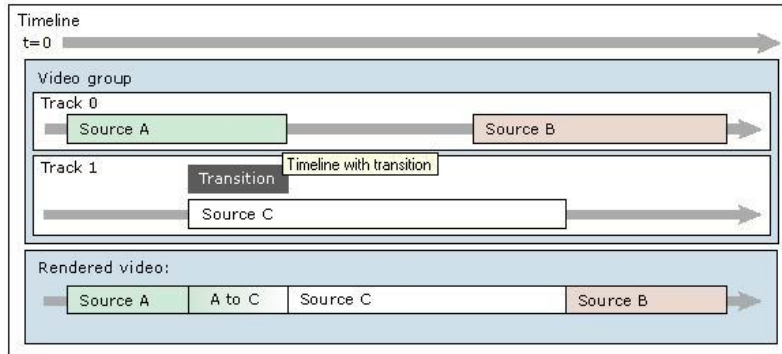 Timeline
t=0
Video group
Track 0
Source A
Source B
Track 1
Timeline with transition
Transition
Source C
Rendered video:
Source A
A to C
Source C
Source B